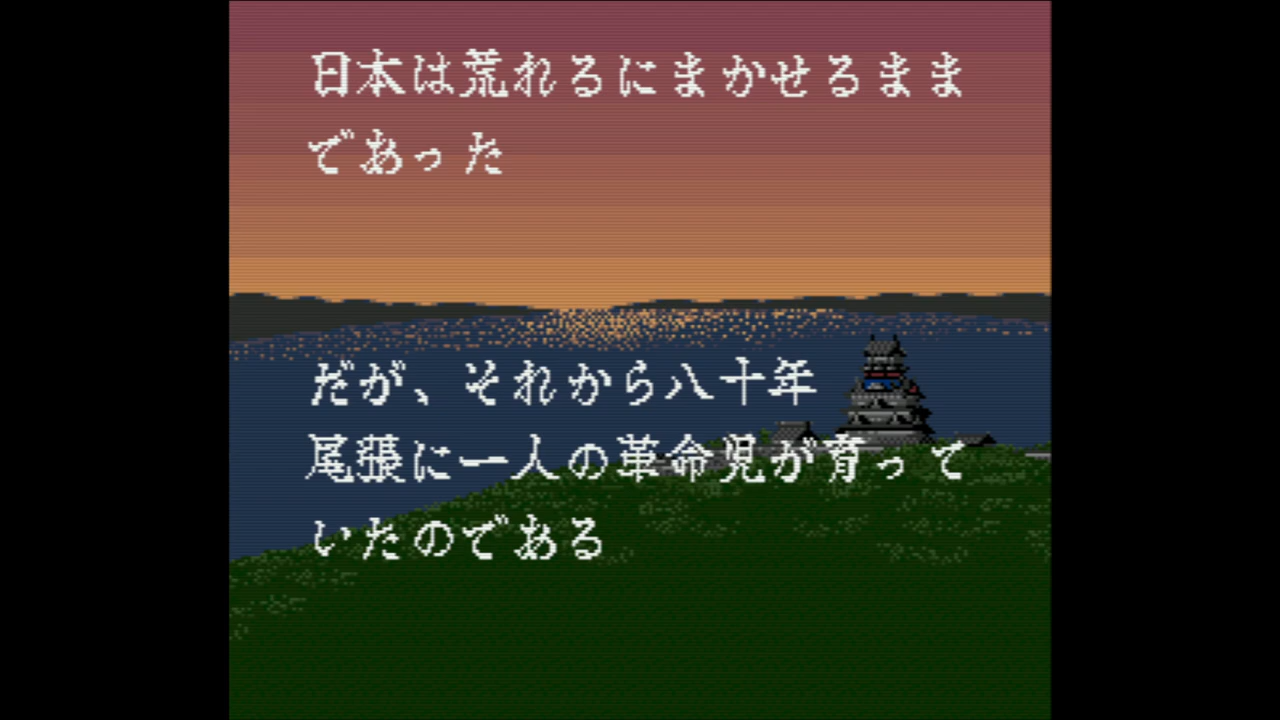 日本は荒れるにまかせるまま
であった
だが、それから八十年
尾張に一人の革命児が育って
いたのである